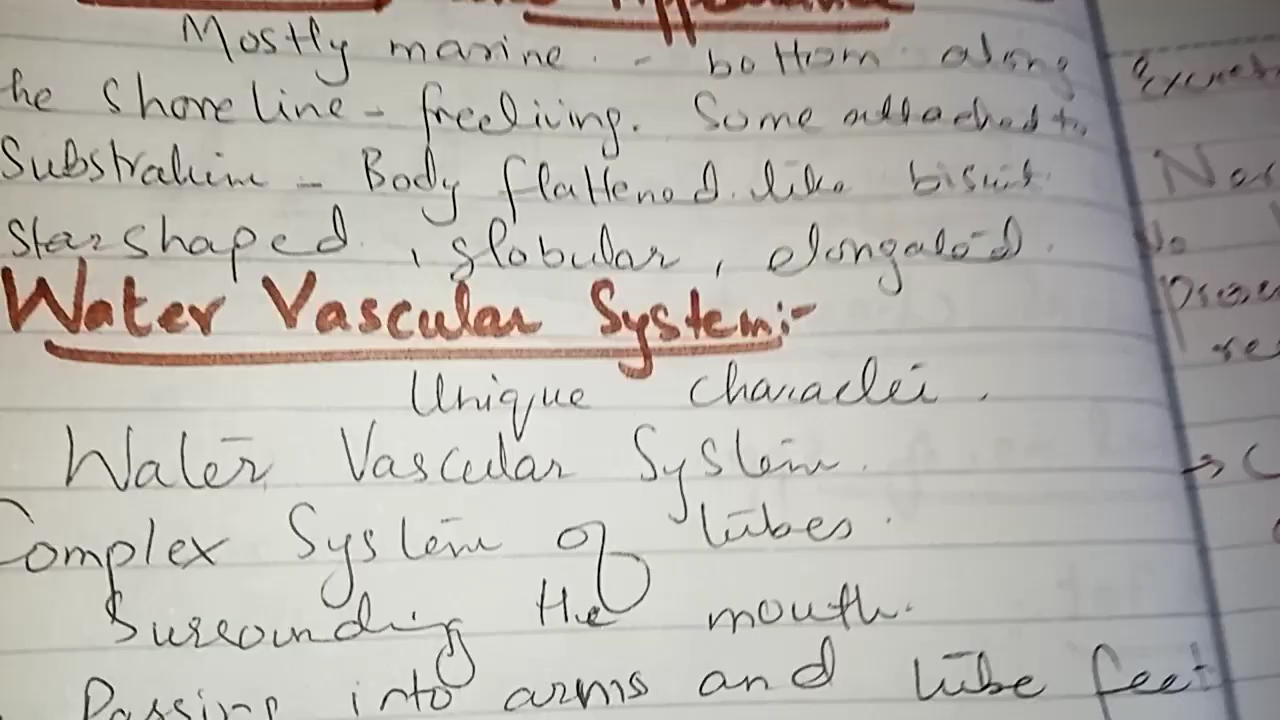 Mostly marine. - bottom along
he Shoreline - freeliving. Some attached to
Substratum - Body flattened like biscuit
Star shaped, globular, elongated.
Water Vascular System:-
Unique character.
Water Vascular System.
Complex System of tubes.
Surrounding the mouth.
Passing into arms and tube feet